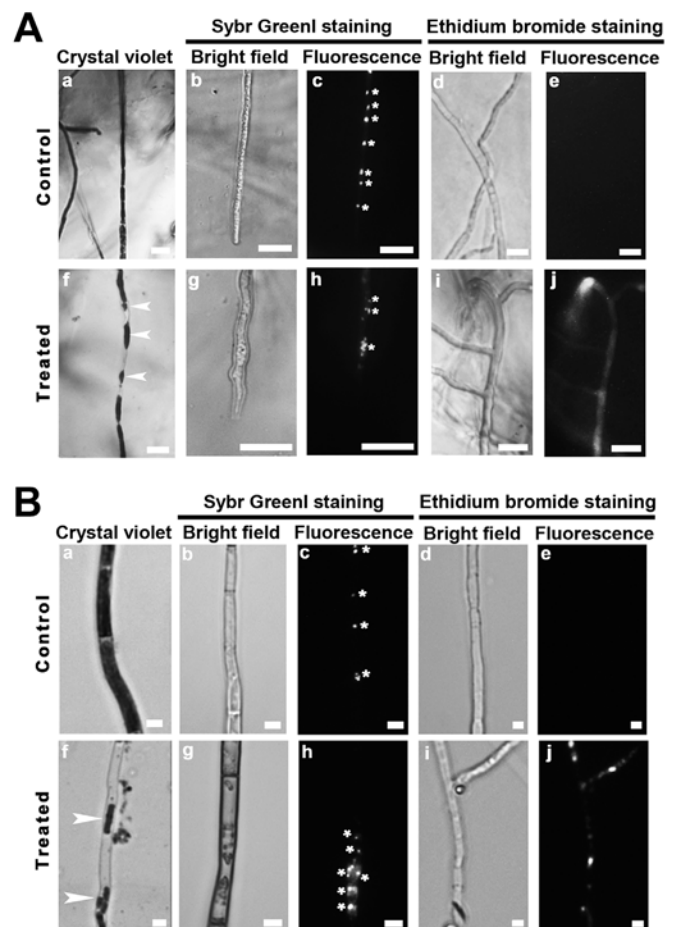 A
Sybr GreenI staining Ethidium bromide staining
Crystal violet Bright field Fluorescence Bright field Fluorescence
Control
a b c d e
* * * * * * *
Treated
f g h i j
* * *
B
Sybr GreenI staining Ethidium bromide staining
Crystal violet Bright field Fluorescence Bright field Fluorescence
Control
a b c d e
* * * *
Treated
f g h i j
* * * * * * *